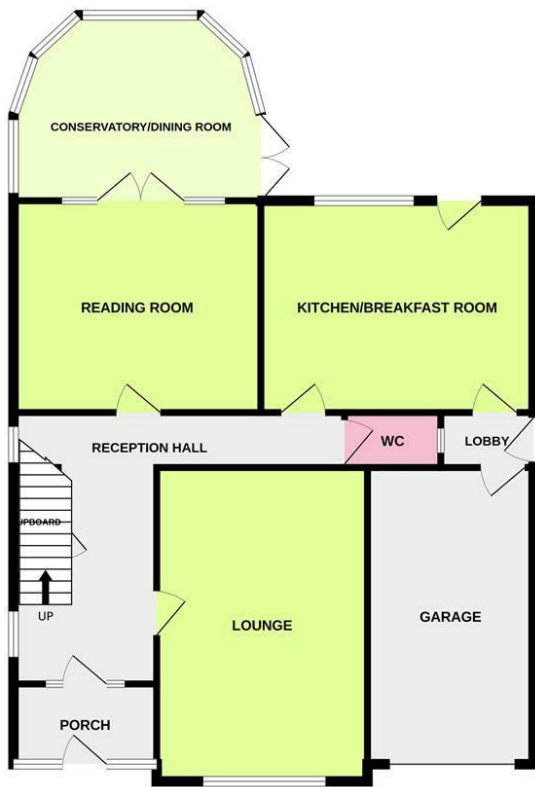 CONSERVATORY/DINING ROOM
READING ROOM
KITCHEN/BREAKFAST ROOM
RECEPTION HALL
WC
LOBBY
UPBOARD
UP
LOUNGE
GARAGE
PORCH